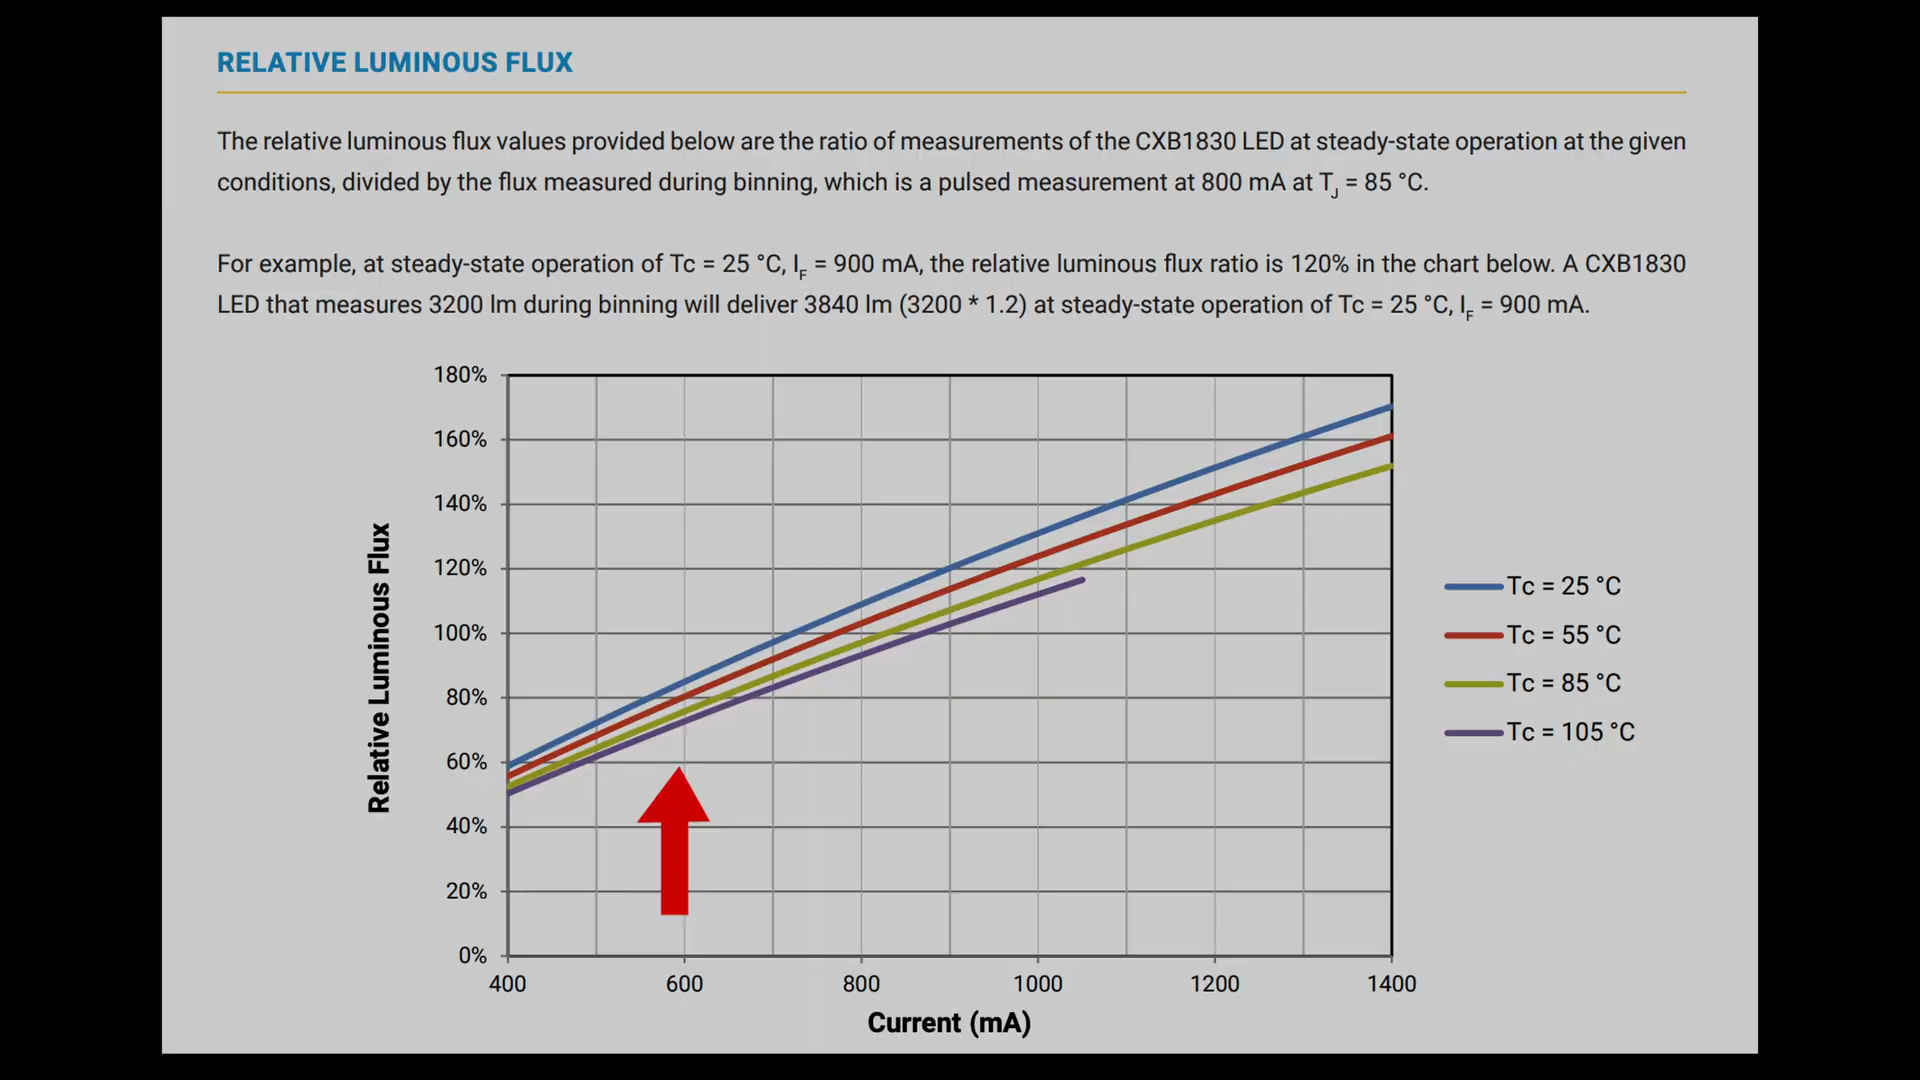 RELATIVE LUMINOUS FLUX
The relative luminous flux values provided below are the ratio of measurements of the CXB1830 LED at steady-state operation at the given
conditions, divided by the flux measured during binning, which is a pulsed measurement at 800 mA at TJ = 85 °C.
For example, at steady-state operation of Tc = 25 °C, IF = 900 mA, the relative luminous flux ratio is 120% in the chart below. A CXB1830
LED that measures 3200 lm during binning will deliver 3840 lm (3200 * 1.2) at steady-state operation of Tc = 25 °C, IF = 900 mA.
180%
160%
140%
120%
100%
80%
60%
40%
20%
0%
Relative Luminous Flux
400 600 800 1000 1200 1400
Current (mA)
Tc = 25 °C
Tc = 55 °C
Tc = 85 °C
Tc = 105 °C